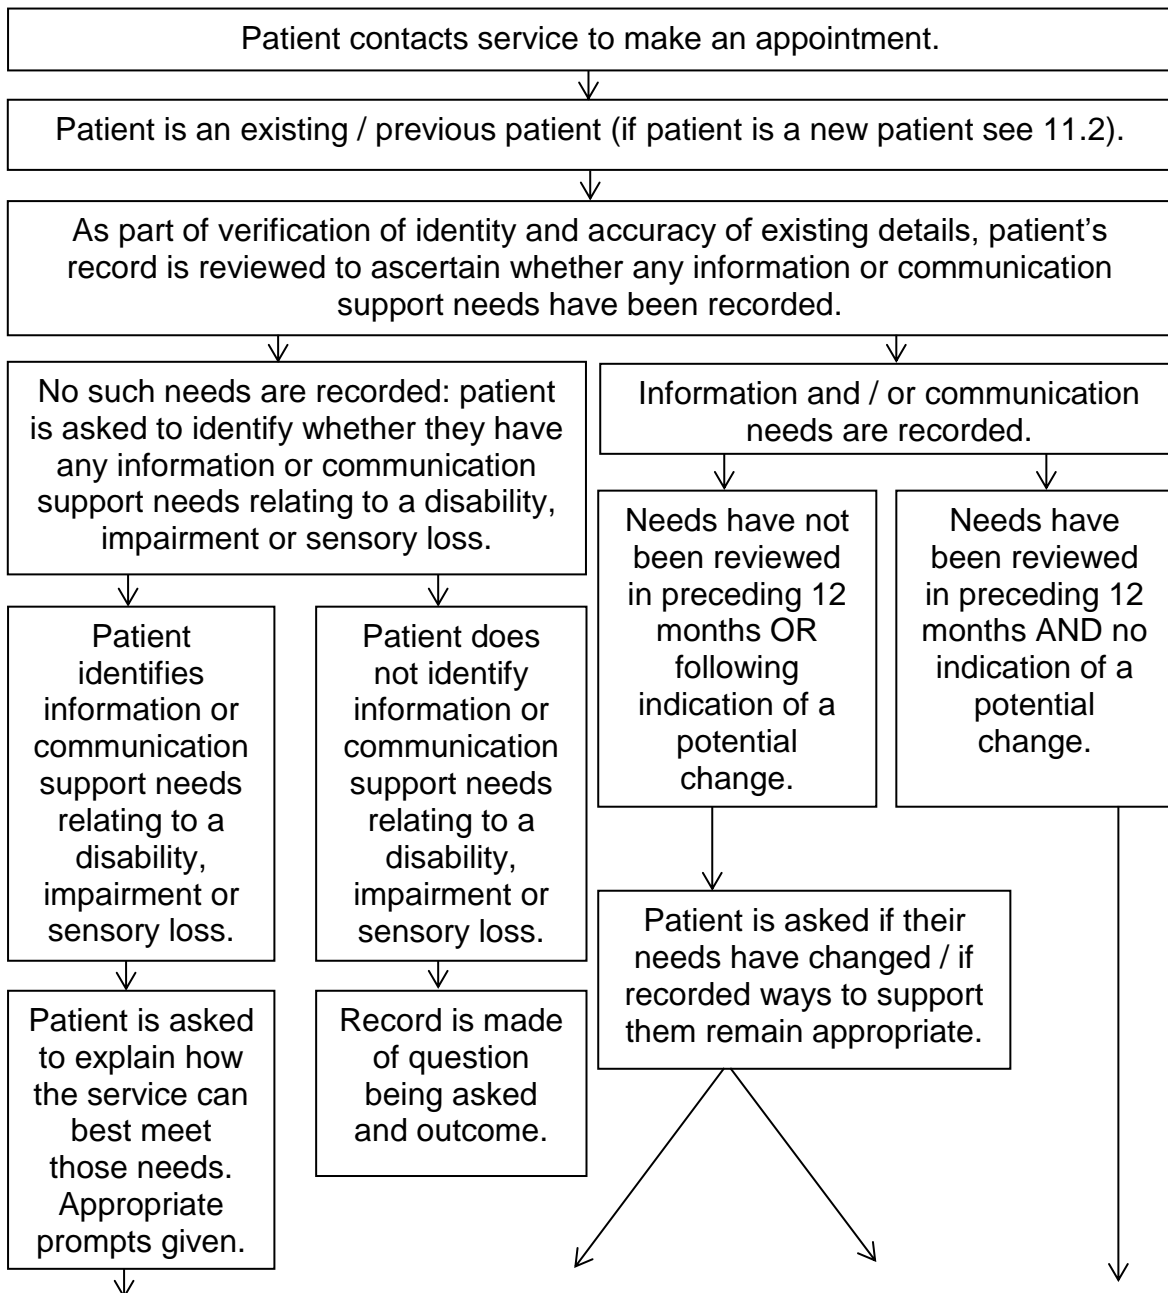 Patient contacts service to make an appointment.
Patient is an existing / previous patient (if patient is a new patient see 11.2).
As part of verification of identity and accuracy of existing details, patient’s
record is reviewed to ascertain whether any information or communication
support needs have been recorded.
No such needs are recorded: patient
is asked to identify whether they have
any information or communication
support needs relating to a disability,
impairment or sensory loss.
Information and / or communication
needs are recorded.
Patient
identifies
information or
communication
support needs
relating to a
disability,
impairment or
sensory loss.
Patient does
not identify
information or
communication
support needs
relating to a
disability,
impairment or
sensory loss.
Needs have not
been reviewed
in preceding 12
months OR
following
indication of a
potential
change.
Needs have
been reviewed
in preceding 12
months AND no
indication of a
potential
change.
Patient is asked
to explain how
the service can
best meet
those needs.
Appropriate
prompts given.
Record is made
of question
being asked
and outcome.
Patient is asked if their
needs have changed / if
recorded ways to support
them remain appropriate.